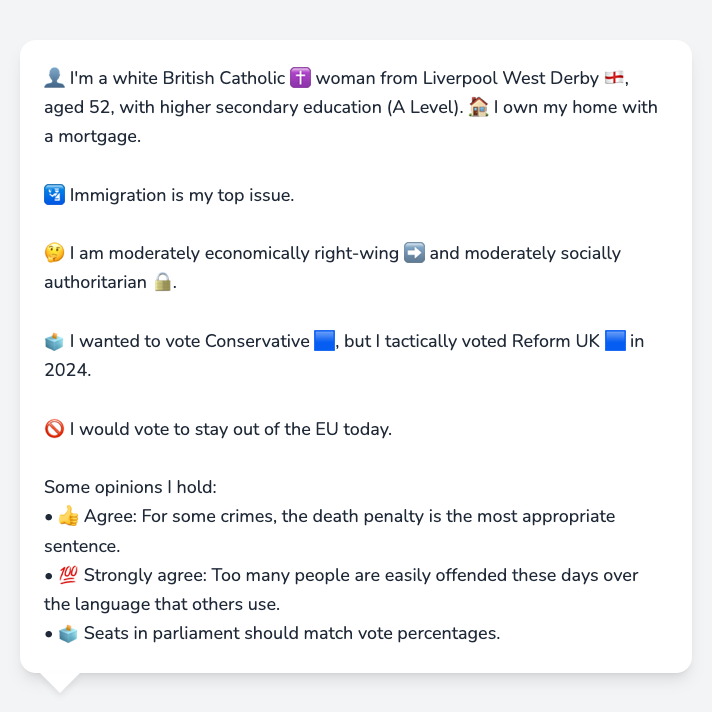 👤 I'm a white British Catholic ✝️ woman from Liverpool West Derby 🏴󠁧󠁢󠁥󠁮󠁧󠁿,
aged 52, with higher secondary education (A Level). 🏠 I own my home with
a mortgage.
🛂 Immigration is my top issue.
🤔 I am moderately economically right-wing ➡️ and moderately socially
authoritarian 🔒.
🗳️ I wanted to vote Conservative 🟦, but I tactically voted Reform UK 🟦 in
2024.
🚫 I would vote to stay out of the EU today.
Some opinions I hold:
• 👍 Agree: For some crimes, the death penalty is the most appropriate
sentence.
• 💯 Strongly agree: Too many people are easily offended these days over
the language that others use.
• 🗳️ Seats in parliament should match vote percentages.